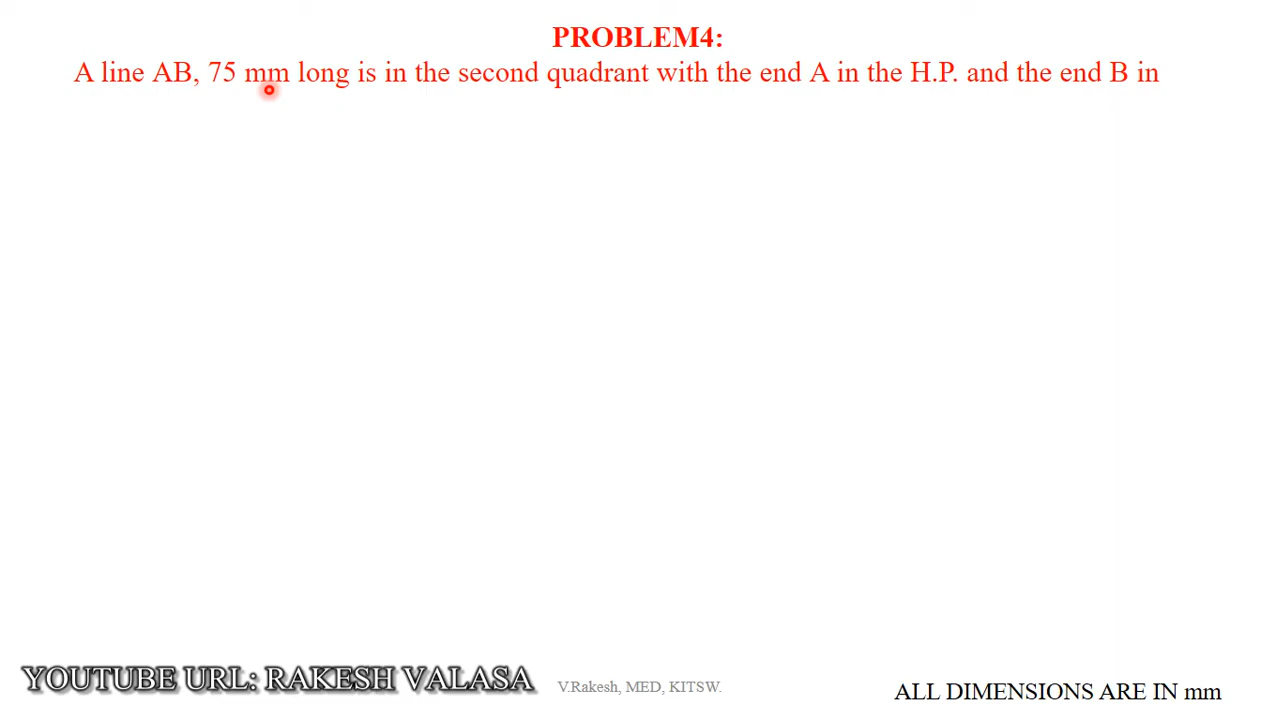 PROBLEM4:
A line AB, 75 mm long is in the second quadrant with the end A in the H.P. and the end B in
YOUTUBE URL: RAKESH VALASA
V.Rakesh, MED, KITSW.
ALL DIMENSIONS ARE IN mm